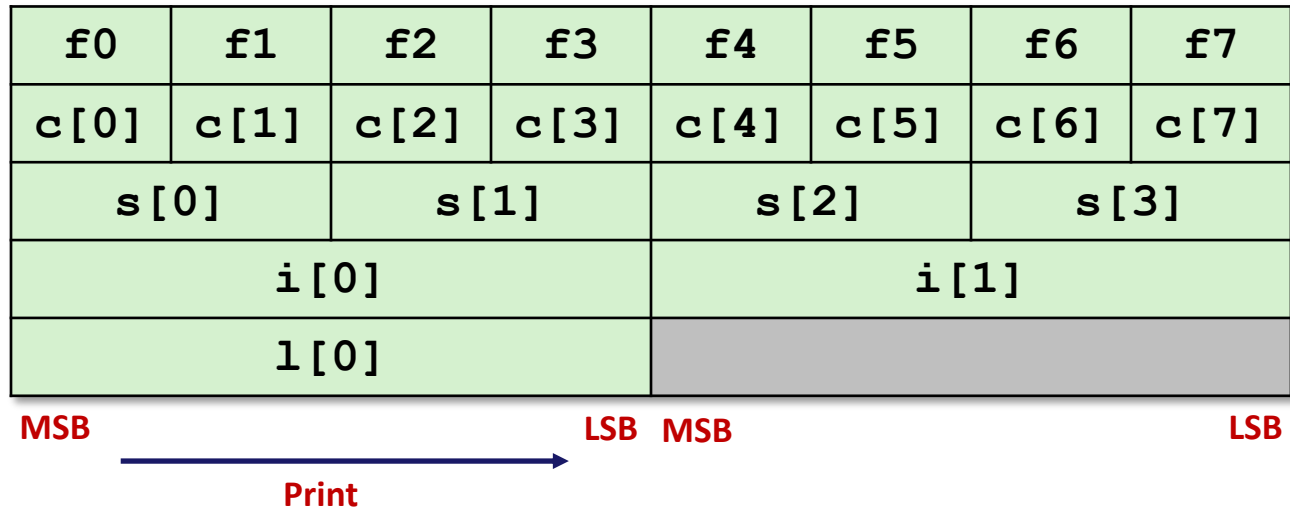 f0 f1 f2 f3 f4 f5 f6 f7
c[0] c[1] c[2] c[3] c[4] c[5] c[6] c[7]
s[0] s[1] s[2] s[3]
i[0] i[1]
l[0]
MSB LSB MSB LSB
Print